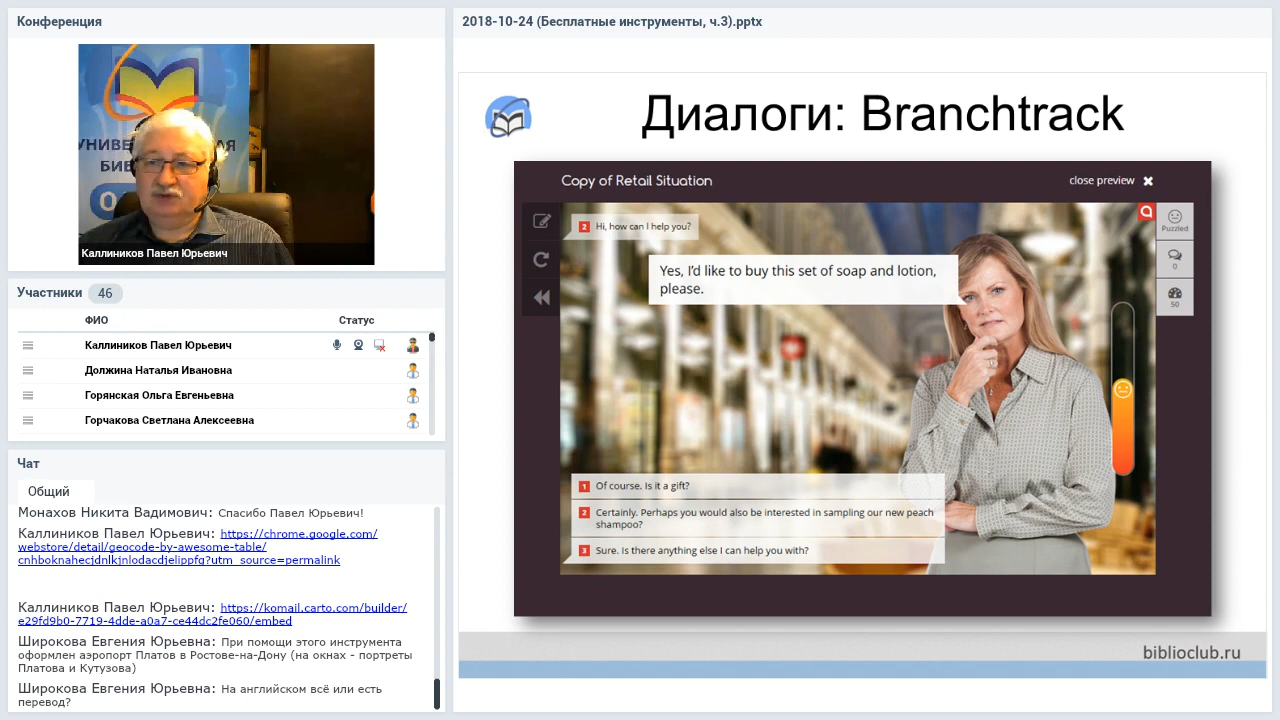 Конференция
УНИВЕ
АЯ
БИБ
О
Каллиников Павел Юрьевич
Участники 46
ФИО Статус
Каллиников Павел Юрьевич
Должина Наталья Ивановна
Горянская Ольга Евгеньевна
Горчакова Светлана Алексеевна
Чат
Общий
Монахов Никита Вадимович: Спасибо Павел Юрьевич!
Каллиников Павел Юрьевич: https://chrome.google.com/
webstore/detail/geocode-by-awesome-table/
cnhboknahecjdnlkjnlodacdjelippfg?utm_source=permalink
Каллиников Павел Юрьевич: https://komail.carto.com/builder/
e29fd9b0-7719-4dde-a0a7-ce44dc2fe060/embed
Широкова Евгения Юрьевна: При помощи этого инструмента
оформлен аэропорт Платов в Ростове-на-Дону (на окнах - портреты
Платова и Кутузова)
Широкова Евгения Юрьевна: На английском всё или есть
перевод?
2018-10-24 (Бесплатные инструменты, ч.3).pptx
Диалоги: Branchtrack
Copy of Retail Situation
close preview
2 Hi, how can I help you?
Yes, I'd like to buy this set of soap and lotion,
please.
Puzzled
0
50
1 Of course. Is it a gift?
2 Certainly. Perhaps you would also be interested in sampling our new peach
shampoo?
3 Sure. Is there anything else I can help you with?
biblioclub.ru